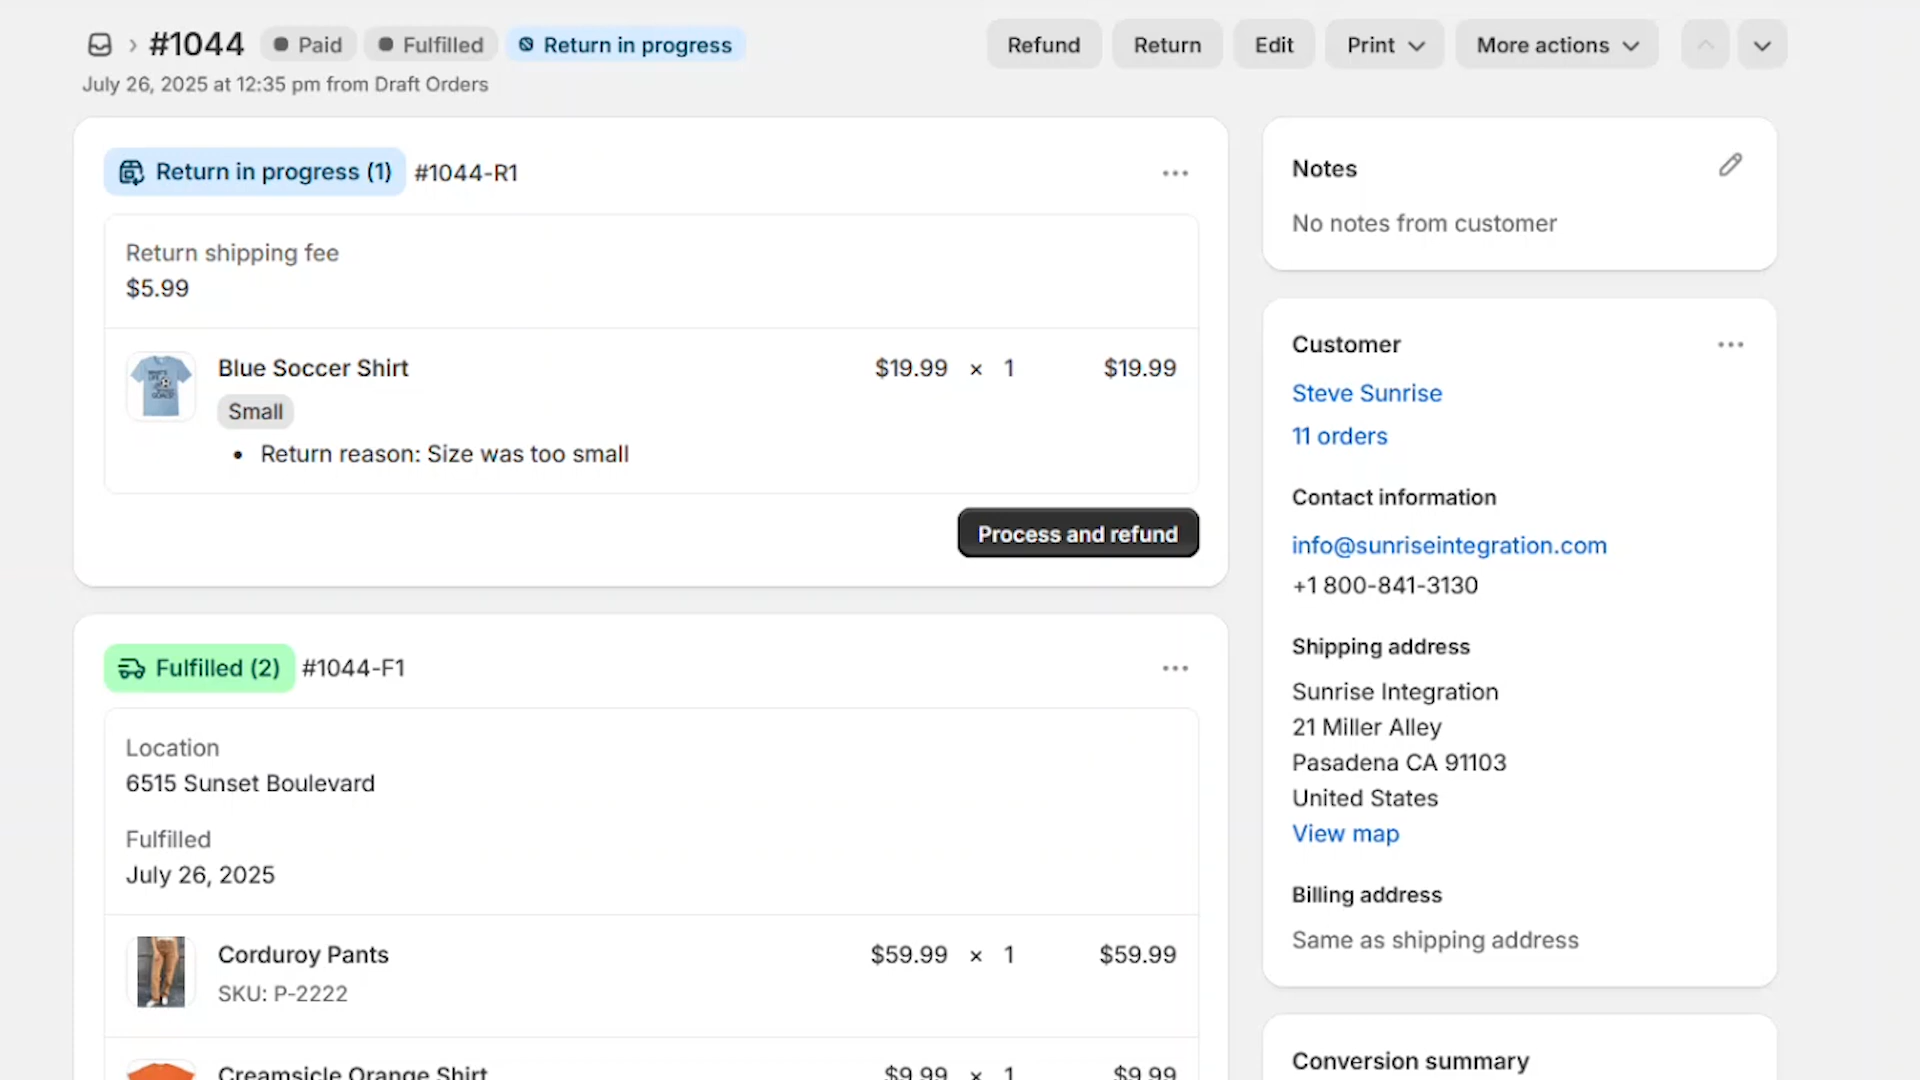 #1044 Paid Fulfilled Return in progress Refund Return Edit Print More actions
July 26, 2025 at 12:35 pm from Draft Orders
Return in progress (1) #1044-R1
Return shipping fee
$5.99
Blue Soccer Shirt $19.99 × 1 $19.99
Small
• Return reason: Size was too small
Process and refund
Fulfilled (2) #1044-F1
Location
6515 Sunset Boulevard
Fulfilled
July 26, 2025
Corduroy Pants $59.99 × 1 $59.99
SKU: P-2222
Creamsicle Orange Shirt $9.99 × 1 $9.99
Notes
No notes from customer
Customer
Steve Sunrise
11 orders
Contact information
info@sunriseintegration.com
+1 800-841-3130
Shipping address
Sunrise Integration
21 Miller Alley
Pasadena CA 91103
United States
View map
Billing address
Same as shipping address
Conversion summary